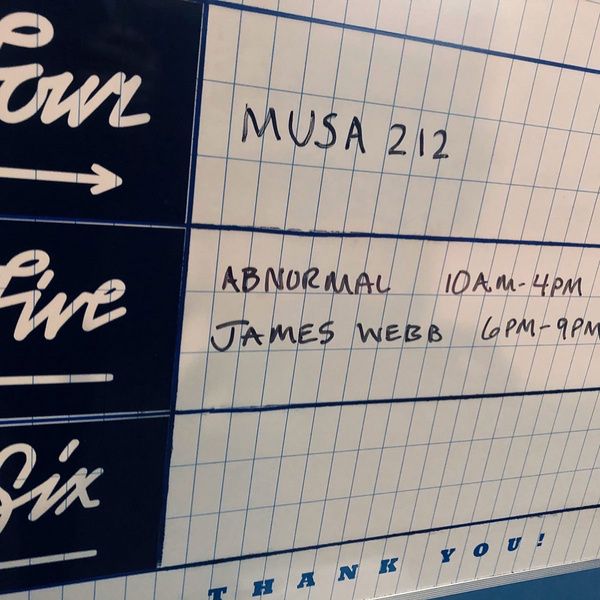 Four
MUSA 212
Five
ABNORMAL 10AM-4PM
JAMES WEBB 6PM-9PM
Six
THANK YOU!